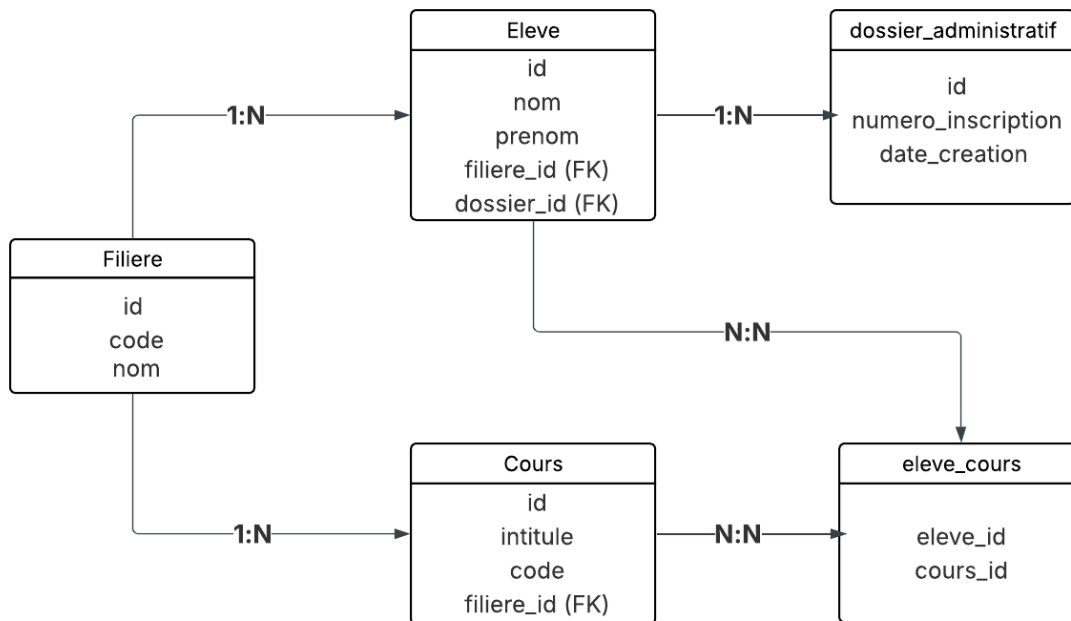 Eleve
id
nom
prenom
filiere_id (FK)
dossier_id (FK)
dossier_administratif
id
numero_inscription
date_creation
1:N
1:N
Filiere
id
code
nom
N:N
Cours
id
intitule
code
filiere_id (FK)
eleve_cours
eleve_id
cours_id
1:N
N:N